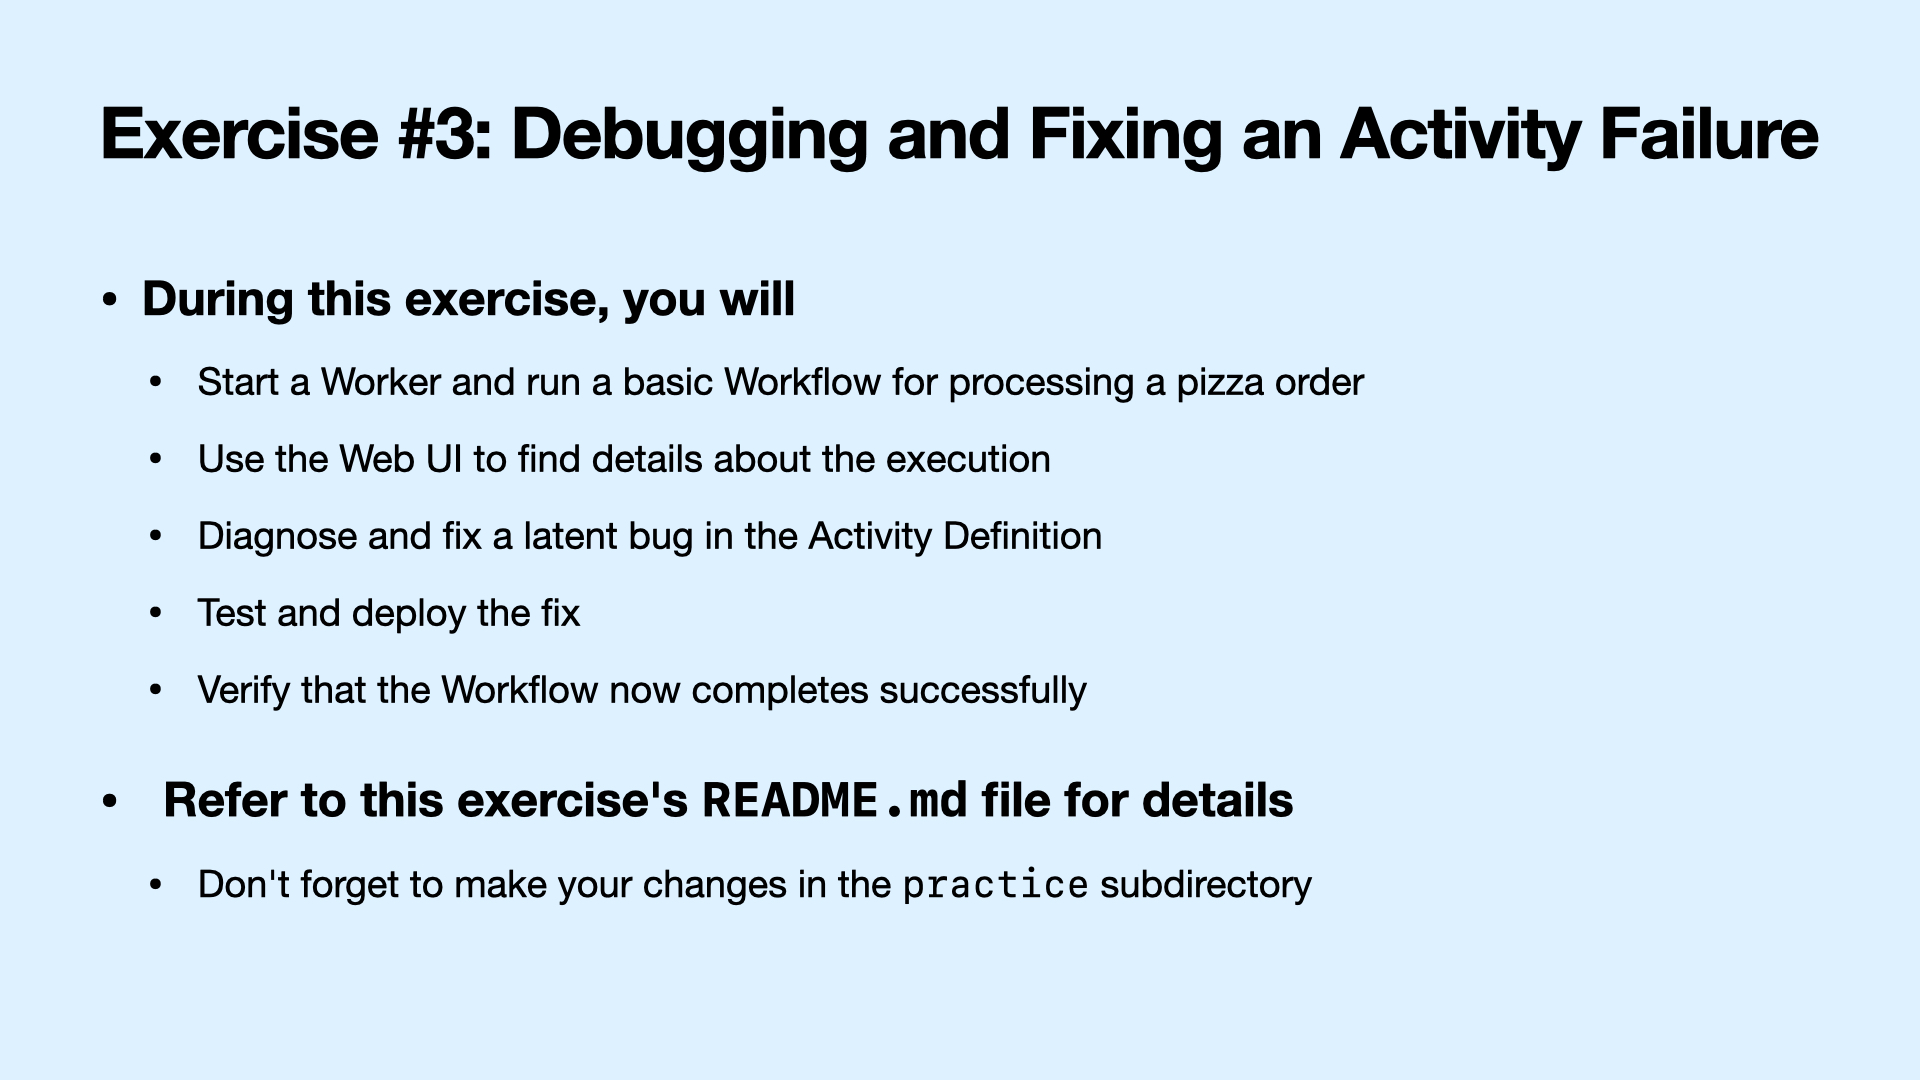 Exercise #3: Debugging and Fixing an Activity Failure
• During this exercise, you will
• Start a Worker and run a basic Workflow for processing a pizza order
• Use the Web UI to find details about the execution
• Diagnose and fix a latent bug in the Activity Definition
• Test and deploy the fix
• Verify that the Workflow now completes successfully
• Refer to this exercise's README.md file for details
• Don't forget to make your changes in the practice subdirectory